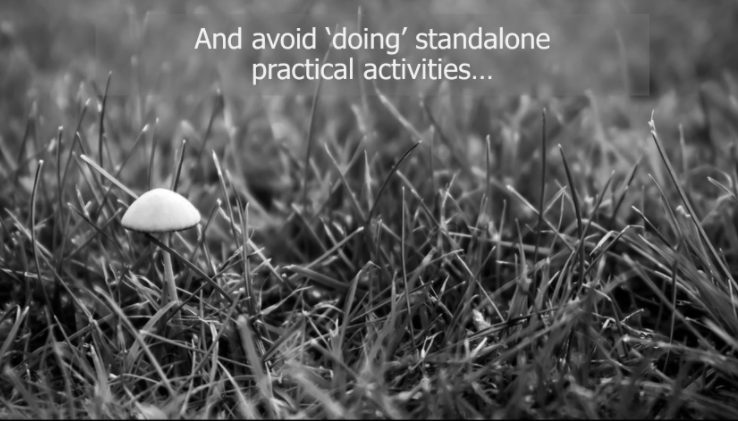 And avoid ‘doing’ standalone
practical activities…